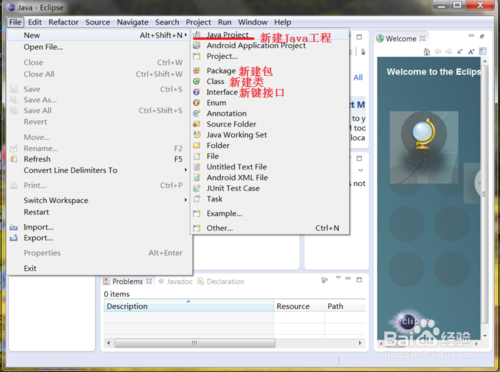 Java - Eclipse
File Edit Refactor Source Navigate Search Project Run Window Help
New Alt+Shift+N
Open File...
Close Ctrl+W
Close All Ctrl+Shift+W
Save Ctrl+S
Save As...
Save All Ctrl+Shift+S
Revert
Move...
Rename... F2
Refresh F5
Convert Line Delimiters To
Print... Ctrl+P
Switch Workspace
Restart
Import...
Export...
Properties Alt+Enter
Exit
Java Project 新建Java工程
Android Application Project
Project...
Package 新建包
Class 新建类
Interface 新键接口
Enum
Annotation
Source Folder
Java Working Set
Folder
File
Untitled Text File
Android XML File
JUnit Test Case
Task
Example...
Other... Ctrl+N
Welcome
Welcome to the Eclips
Problems Javadoc Declaration
0 items
Description Resource Path
eclipse
Baidu 经验
jingyan.baidu.com